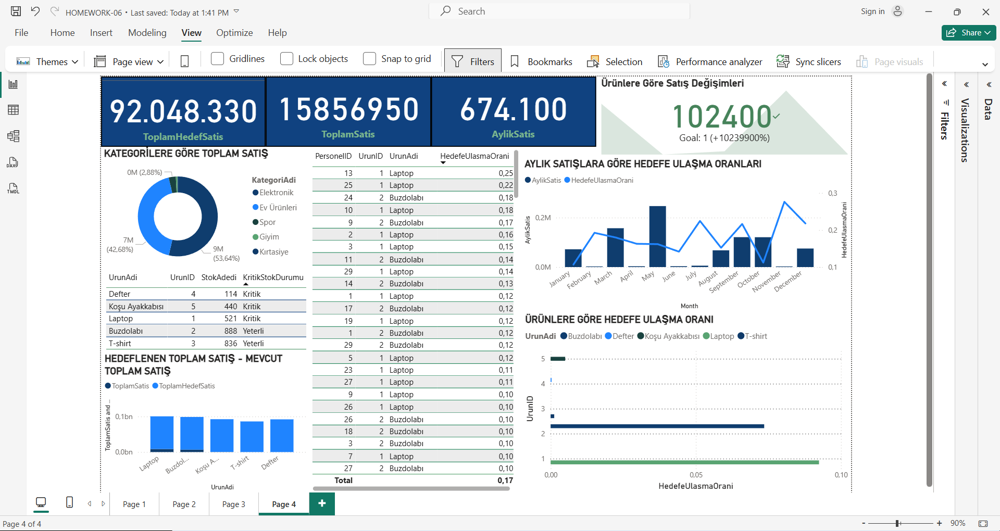 HOMEWORK-06 • Last saved: Today at 1:41 PM
Search
Sign in
File Home Insert Modeling View Optimize Help
Share
Themes Page view Gridlines Lock objects Snap to grid Filters Bookmarks Selection Performance analyzer Sync slicers Page visuals
DAX
TMDL
92.048.330
ToplamHedefSatis
15856950
ToplamSatis
674.100
AylikSatis
Ürünlere Göre Satış Değişimleri
102400
Goal: 1 (+10239900%)
Filters
Visualizations
Data
KATEGORİLERE GÖRE TOPLAM SATIŞ
0M (2,88%)
7M
(42,68%)
9M
(53,64%)
KategoriAdi
Elektronik
Ev Ürünleri
Spor
Giyim
Kırtasiye
UrunAdi UrunID StokAdedi KritikStokDurumu
Defter 4 114 Kritik
Koşu Ayakkabısı 5 440 Kritik
Laptop 1 521 Kritik
Buzdolabı 2 888 Yeterli
T-shirt 3 836 Yeterli
HEDEFLENEN TOPLAM SATIŞ - MEVCUT
TOPLAM SATIŞ
ToplamSatis ToplamHedefSatis
ToplamSatis and ...
0,1bn
0,0bn
Laptop Buzdol... Koşu A... T-shirt Defter
UrunAdi
PersonelID UrunID UrunAdi HedefeUlasmaOrani
13 1 Laptop 0,25
25 1 Laptop 0,22
24 2 Buzdolabı 0,18
10 1 Laptop 0,18
9 2 Buzdolabı 0,17
2 1 Laptop 0,16
3 1 Laptop 0,15
11 2 Buzdolabı 0,14
29 1 Laptop 0,14
14 2 Buzdolabı 0,13
1 1 Laptop 0,12
17 2 Buzdolabı 0,12
19 1 Laptop 0,12
1 2 Buzdolabı 0,12
29 2 Buzdolabı 0,12
5 1 Laptop 0,12
23 1 Laptop 0,11
27 1 Laptop 0,11
9 1 Laptop 0,10
26 1 Laptop 0,10
26 2 Buzdolabı 0,10
18 2 Buzdolabı 0,10
3 2 Buzdolabı 0,10
7 1 Laptop 0,10
27 2 Buzdolabı 0,10
Total 0,17
AYLIK SATIŞLARA GÖRE HEDEFE ULAŞMA ORANLARI
AylikSatis HedefeUlasmaOrani
AylikSatis
0,2M
0,0M
0,3
0,2
0,1
HedefeUlasmaOrani
January February March April May June July August September October November December
Month
ÜRÜNLERE GÖRE HEDEFE ULAŞMA ORANI
UrunAdi Buzdolabı Defter Koşu Ayakkabısı Laptop T-shirt
UrunID
5
4
3
2
1
0,00 0,05 0,10
HedefeUlasmaOrani
Page 1 Page 2 Page 3 Page 4 +
Page 4 of 4
- + 90%